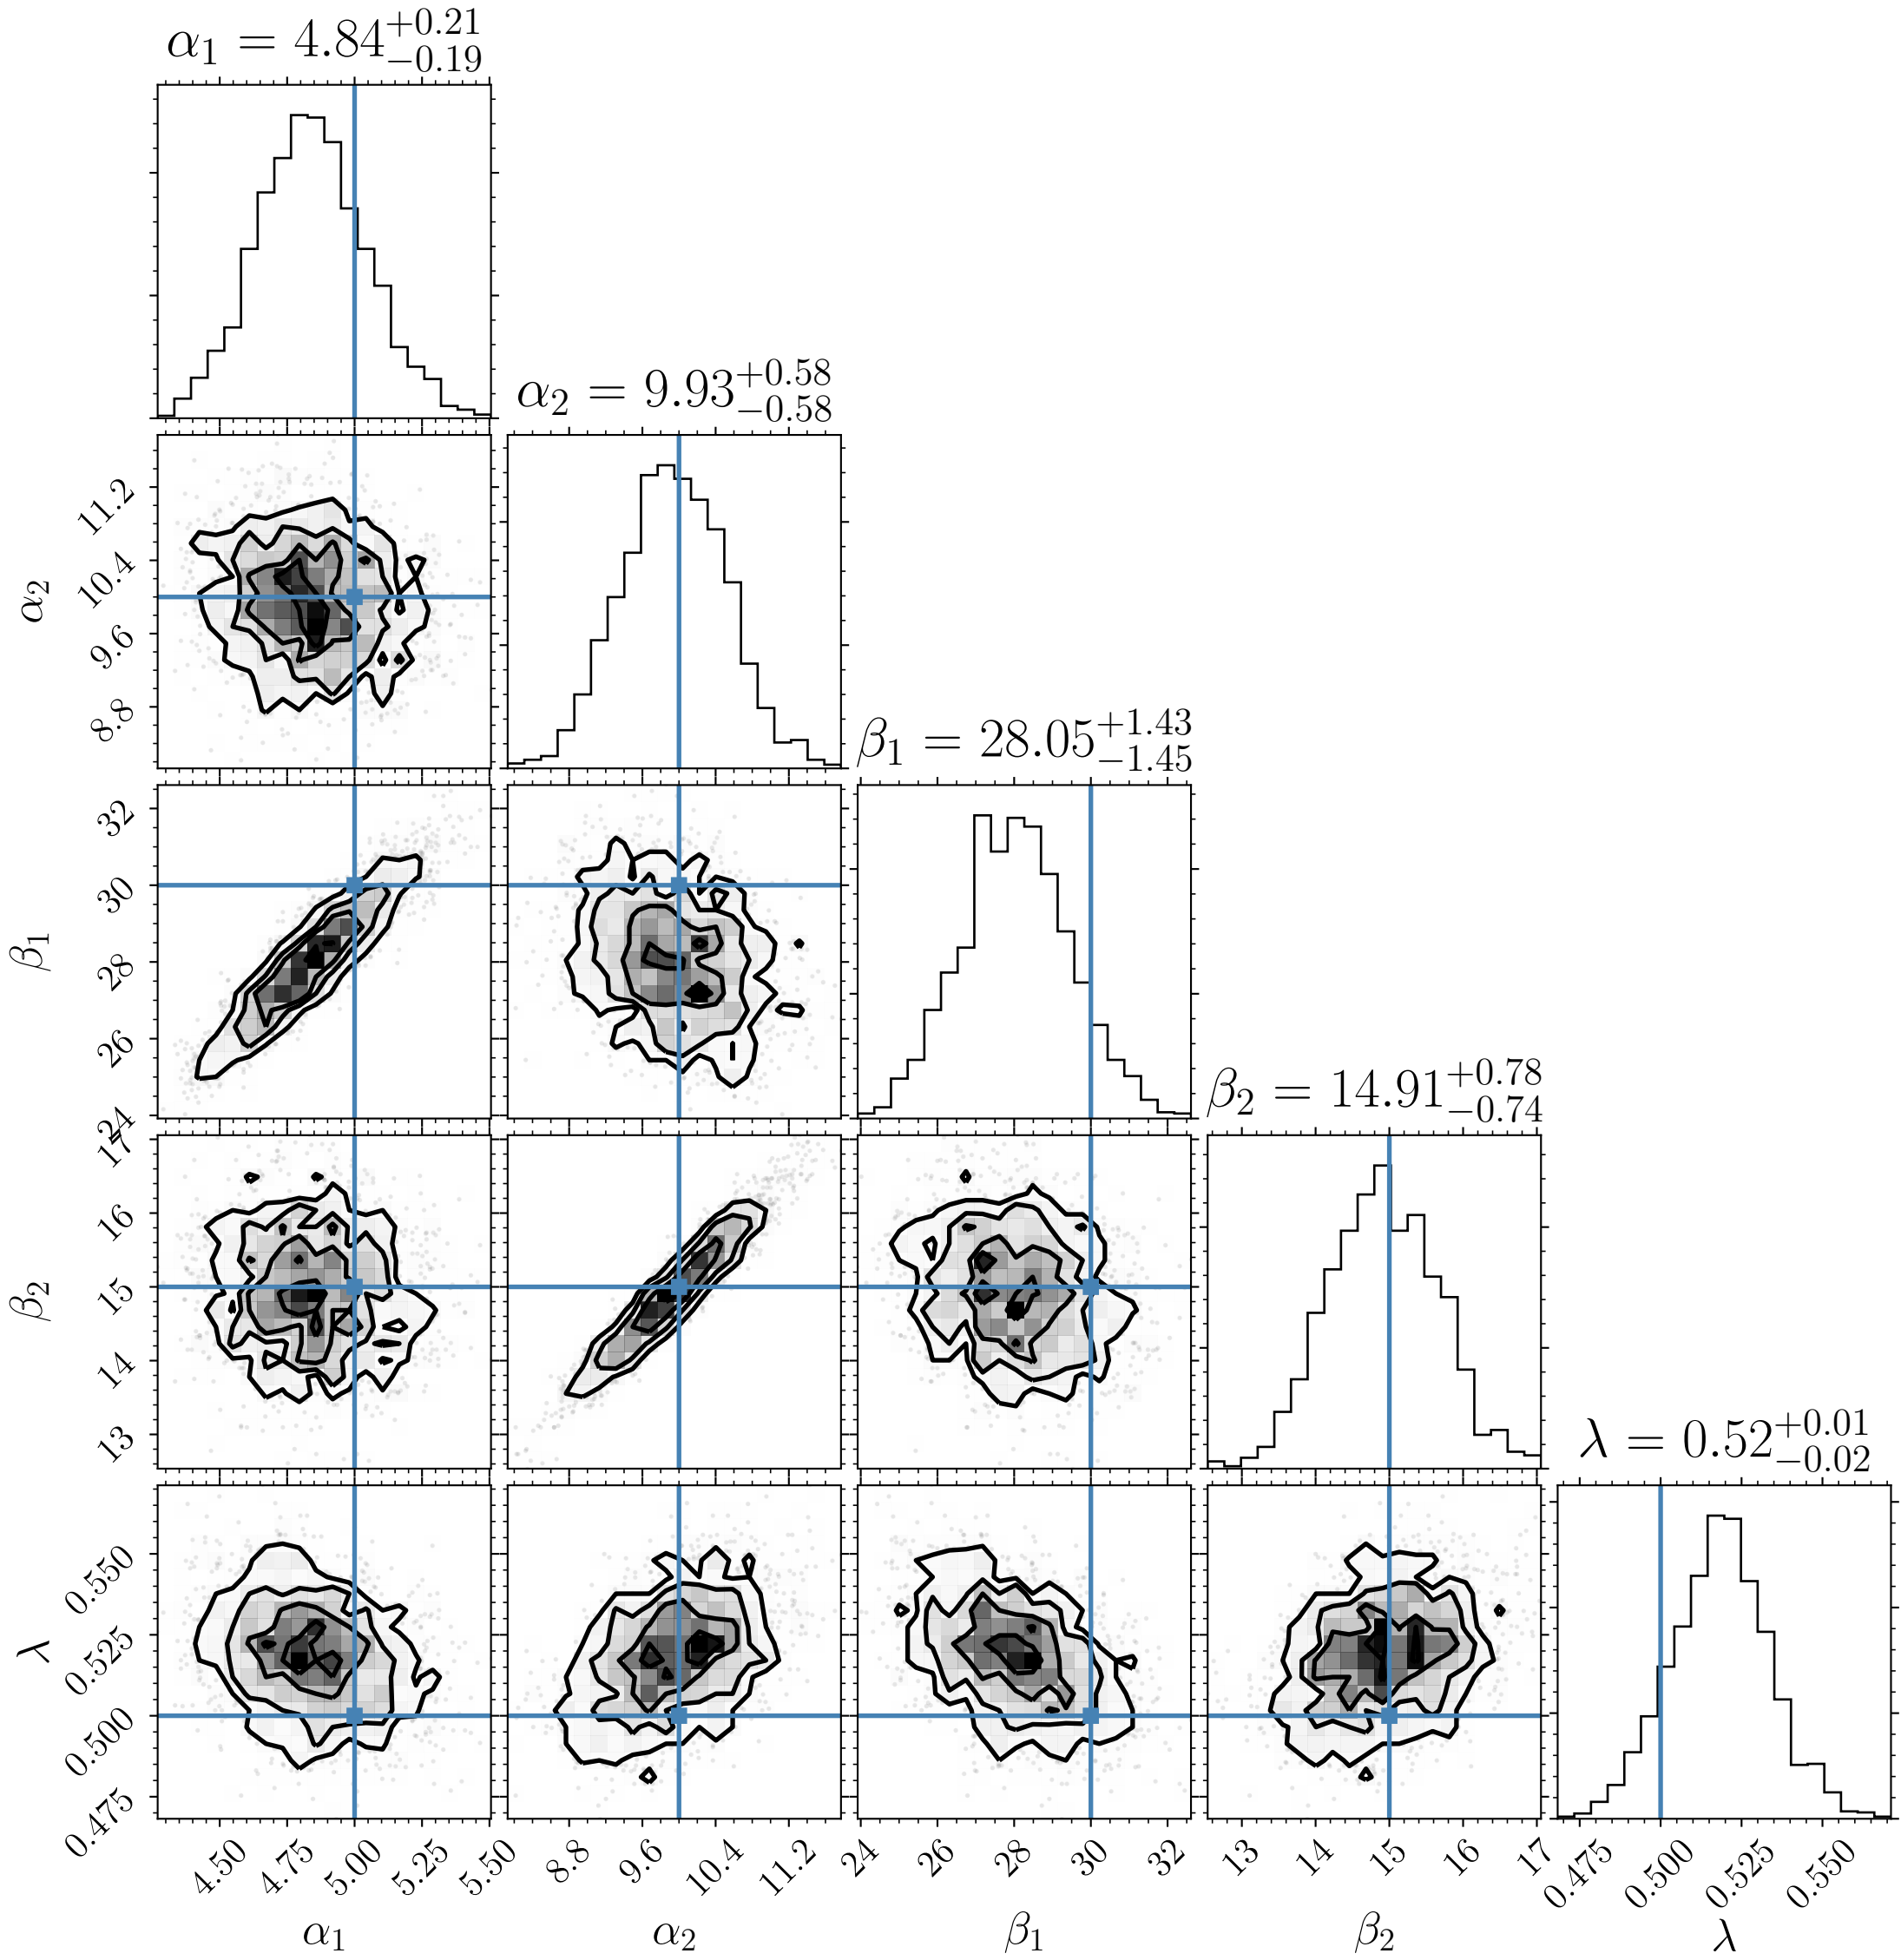 α₁ = 4.84^{+0.21}_{−0.19}
α₂ = 9.93^{+0.58}_{−0.58}
α₂
11.2
10.4
9.6
8.8
β₁ = 28.05^{+1.43}_{−1.45}
β₁
32
30
28
26
24
β₂ = 14.91^{+0.78}_{−0.74}
β₂
17
16
15
14
13
λ = 0.52^{+0.01}_{−0.02}
λ
0.550
0.525
0.500
0.475
4.50 4.75 5.00 5.25 5.50 8.8 9.6 10.4 11.2 24 26 28 30 32 13 14 15 16 17 0.475 0.500 0.525 0.550
α₁ α₂ β₁ β₂ λ